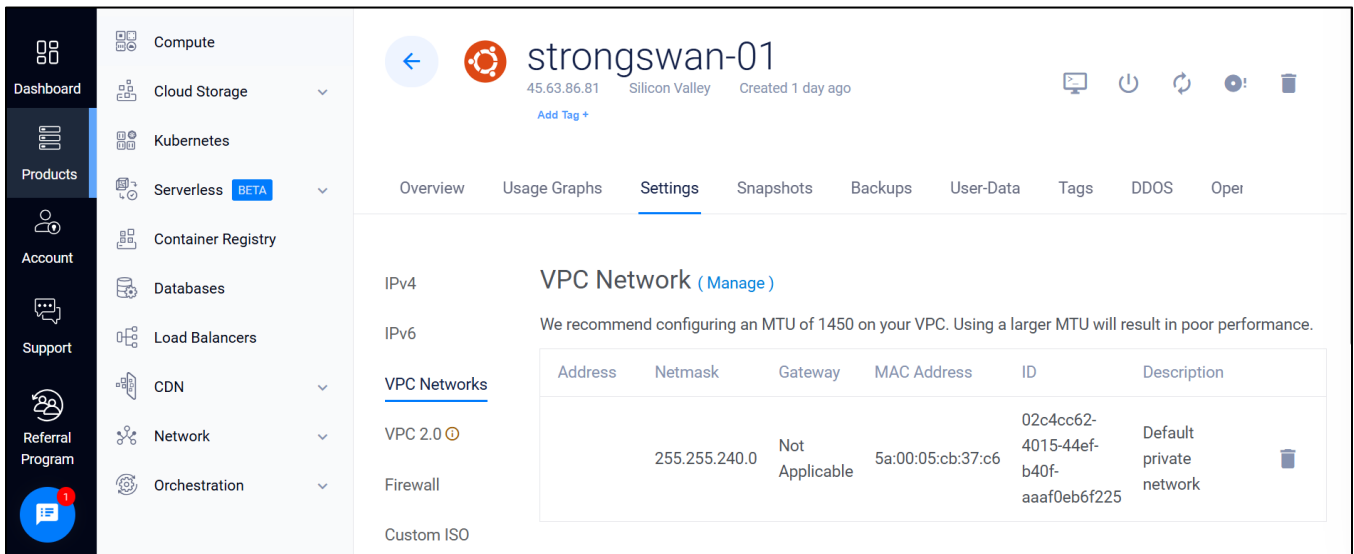 Dashboard
Products
Account
Support
Referral
Program
1
Compute
Cloud Storage
Kubernetes
Serverless BETA
Container Registry
Databases
Load Balancers
CDN
Network
Orchestration
strongswan-01
45.63.86.81 Silicon Valley Created 1 day ago
Add Tag +
Overview Usage Graphs Settings Snapshots Backups User-Data Tags DDOS Oper
IPv4
IPv6
VPC Networks
VPC 2.0
Firewall
Custom ISO
VPC Network ( Manage )
We recommend configuring an MTU of 1450 on your VPC. Using a larger MTU will result in poor performance.
Address Netmask Gateway MAC Address ID Description
255.255.240.0
Not
Applicable
5a:00:05:cb:37:c6
02c4cc62-
4015-44ef-
b40f-
aaaf0eb6f225
Default
private
network